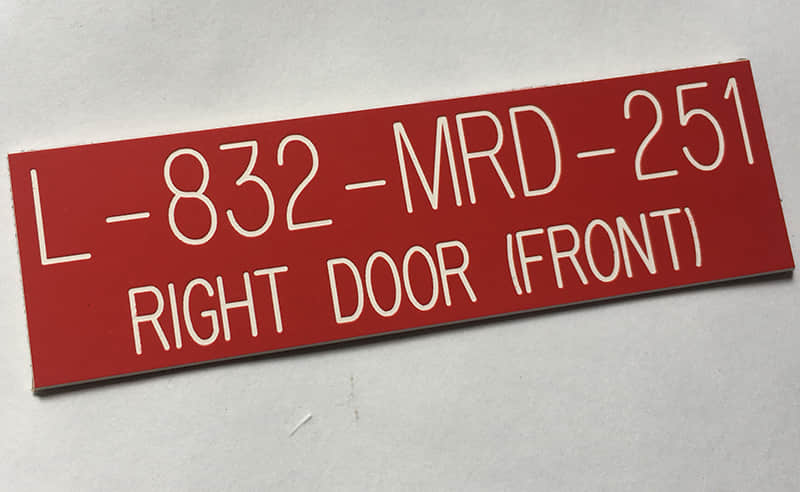 L-832-MRD-251
RIGHT DOOR (FRONT)